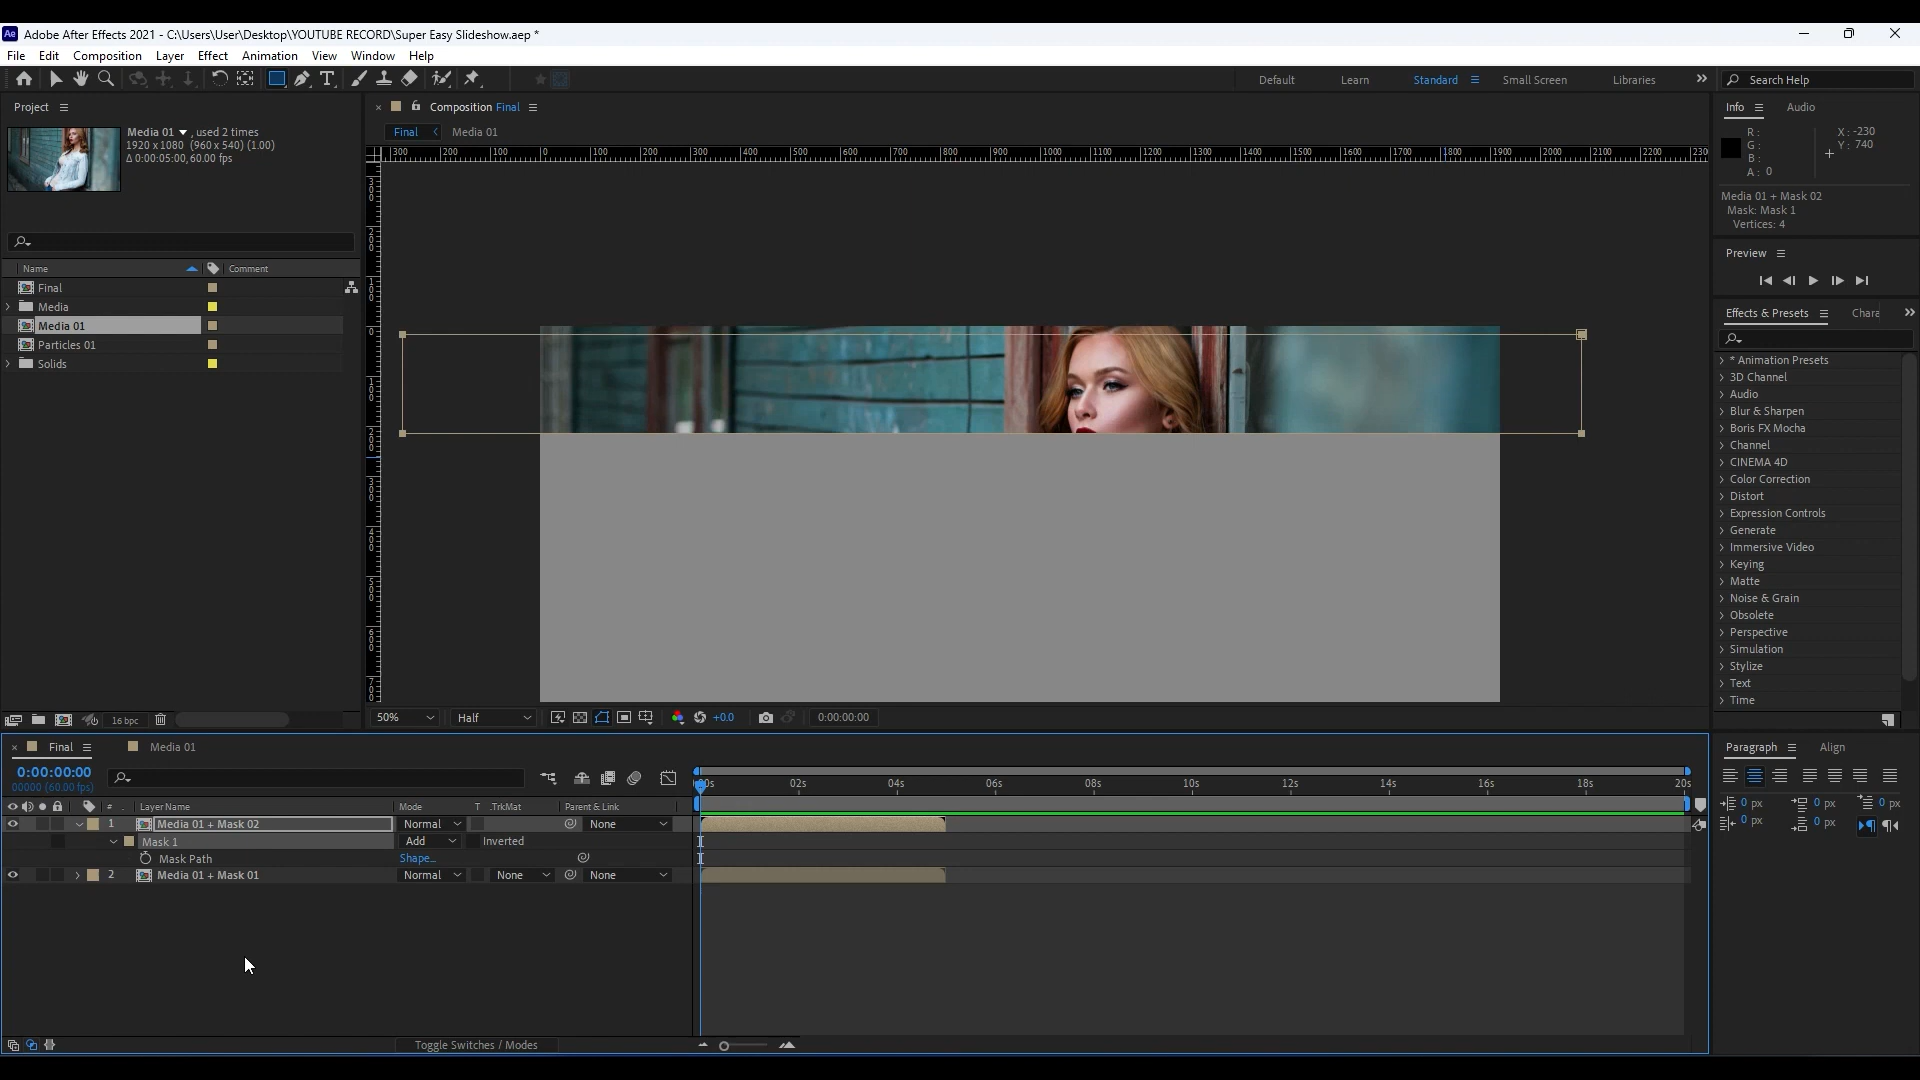 Ae Adobe After Effects 2021 - C:\Users\User\Desktop\YOUTUBE RECORD\Super Easy Slideshow.aep *
File Edit Composition Layer Effect Animation View Window Help
Default Learn Standard Small Screen Libraries Search Help
Project
Media 01 , used 2 times
1920 x 1080 (960 x 540) (1.00)
Δ 0:00:05:00, 60.00 fps
Name Comment
Final
Media
Media 01
Particles 01
Solids
16 bpc
Composition Final
Final Media 01
300 200 100 0 100 200 300 400 500 600 700 800 900 1000 1100 1200 1300 1400 1500 1600 1700 1800 1900 2000 2100 2200 230
50% Half +0.0 0:00:00:00
Info Audio
R: X: -230
G: Y: 740
B:
A: 0
Media 01 + Mask 02
Mask: Mask 1
Vertices: 4
Preview
Effects & Presets Chara
* Animation Presets
3D Channel
Audio
Blur & Sharpen
Boris FX Mocha
Channel
CINEMA 4D
Color Correction
Distort
Expression Controls
Generate
Immersive Video
Keying
Matte
Noise & Grain
Obsolete
Perspective
Simulation
Stylize
Text
Time
Final Media 01
0:00:00:00
00000 (60.00 fps)
00s 02s 04s 06s 08s 10s 12s 14s 16s 18s 20s
# Layer Name Mode T .TrkMat Parent & Link
1 Media 01 + Mask 02 Normal None
Mask 1 Add Inverted
Mask Path Shape...
2 Media 01 + Mask 01 Normal None None
Toggle Switches / Modes
Paragraph Align
0 px 0 px 0 px
0 px 0 px